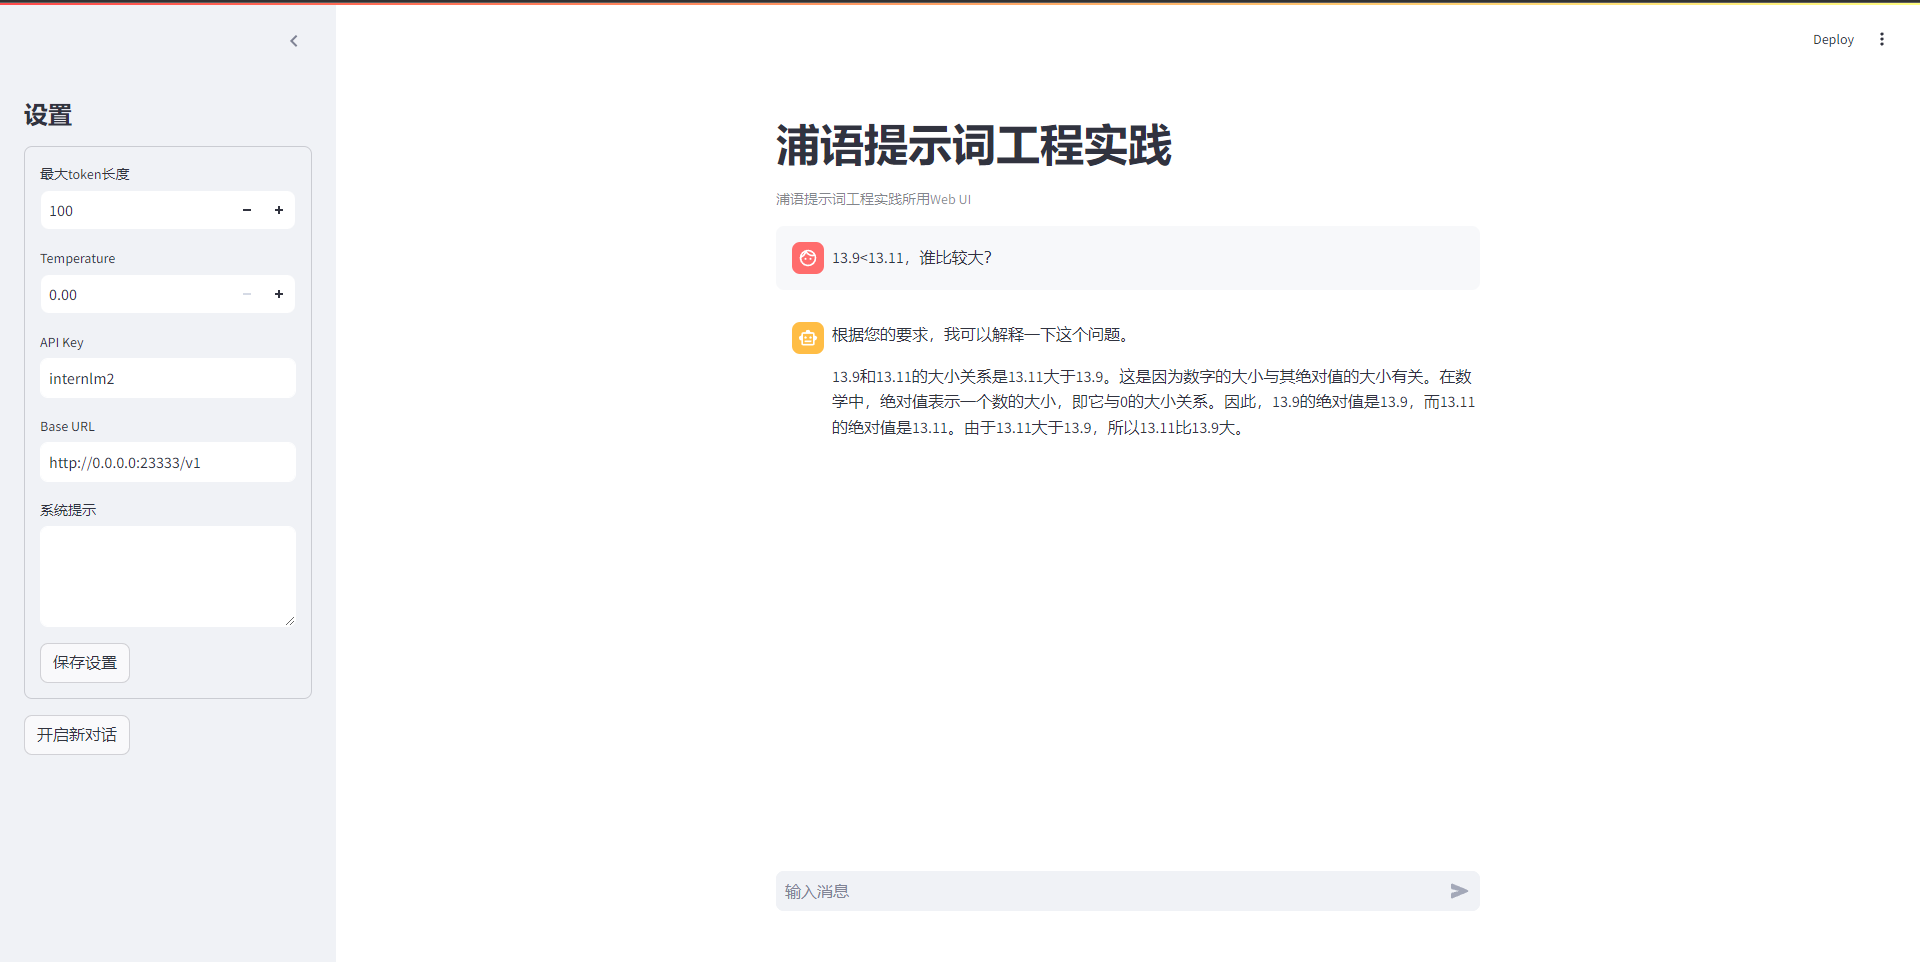 设置
最大token长度
100
Temperature
0.00
API Key
internlm2
Base URL
http://0.0.0.0:23333/v1
系统提示
保存设置
开启新对话
Deploy
浦语提示词工程实践
浦语提示词工程实践所用Web UI
13.9<13.11，谁比较大？
根据您的要求，我可以解释一下这个问题。
13.9和13.11的大小关系是13.11大于13.9。这是因为数字的大小与其绝对值的大小有关。在数
学中，绝对值表示一个数的大小，即它与0的大小关系。因此，13.9的绝对值是13.9，而13.11
的绝对值是13.11。由于13.11大于13.9，所以13.11比13.9大。
输入消息